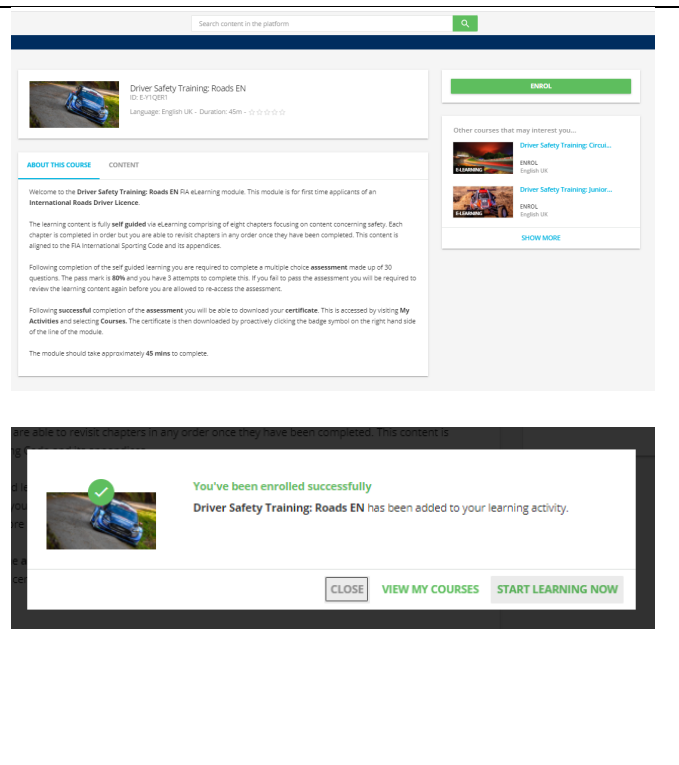 Search content in the platform
Driver Safety Training: Roads EN
ID: E-Y1QER1
Language: English UK - Duration: 45m -
ENROL
Other courses that may interest you...
Driver Safety Training: Circui...
ENROL
English UK
E-LEARNING
Driver Safety Training: Junior...
ENROL
English UK
E-LEARNING
SHOW MORE
ABOUT THIS COURSE CONTENT
Welcome to the Driver Safety Training: Roads EN FIA eLearning module. This module is for first time applicants of an
International Roads Driver Licence.
The learning content is fully self guided via eLearning comprising of eight chapters focusing on content concerning safety. Each
chapter is completed in order but you are able to revisit chapters in any order once they have been completed. This content is
aligned to the FIA International Sporting Code and its appendices.
Following completion of the self guided learning you are required to complete a multiple choice assessment made up of 30
questions. The pass mark is 80% and you have 3 attempts to complete this. If you fail to pass the assessment you will be required to
review the learning content again before you are allowed to re-access the assessment.
Following successful completion of the assessment you will be able to download your certificate. This is accessed by visiting My
Activities and selecting Courses. The certificate is then downloaded by proactively clicking the badge symbol on the right hand side
of the line of the module.
The module should take approximately 45 mins to complete.
are able to revisit chapters in any order once they have been completed. This content is
You've been enrolled successfully
Driver Safety Training: Roads EN has been added to your learning activity.
CLOSE VIEW MY COURSES START LEARNING NOW